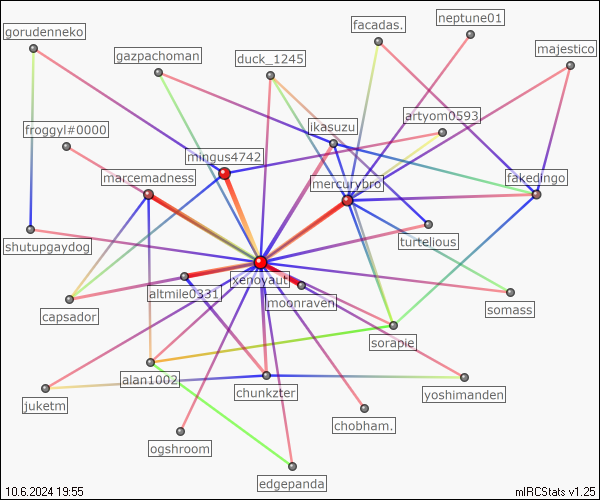 neptune01
gorudenneko
facadas.
majestico
gazpachoman
duck_1245
artyom0593
ikasuzu
froggyl#0000
mingus4742
marcemadness
mercurybro
fakedingo
shutupgaydog
turtelious
xenoyaut
altmile0331
moonraven
capsador
somass
sorapie
alan1002
chunkzter
yoshimanden
juketm
chobham.
ogshroom
edgepanda
10.6.2024 19:55
mIRCStats v1.25